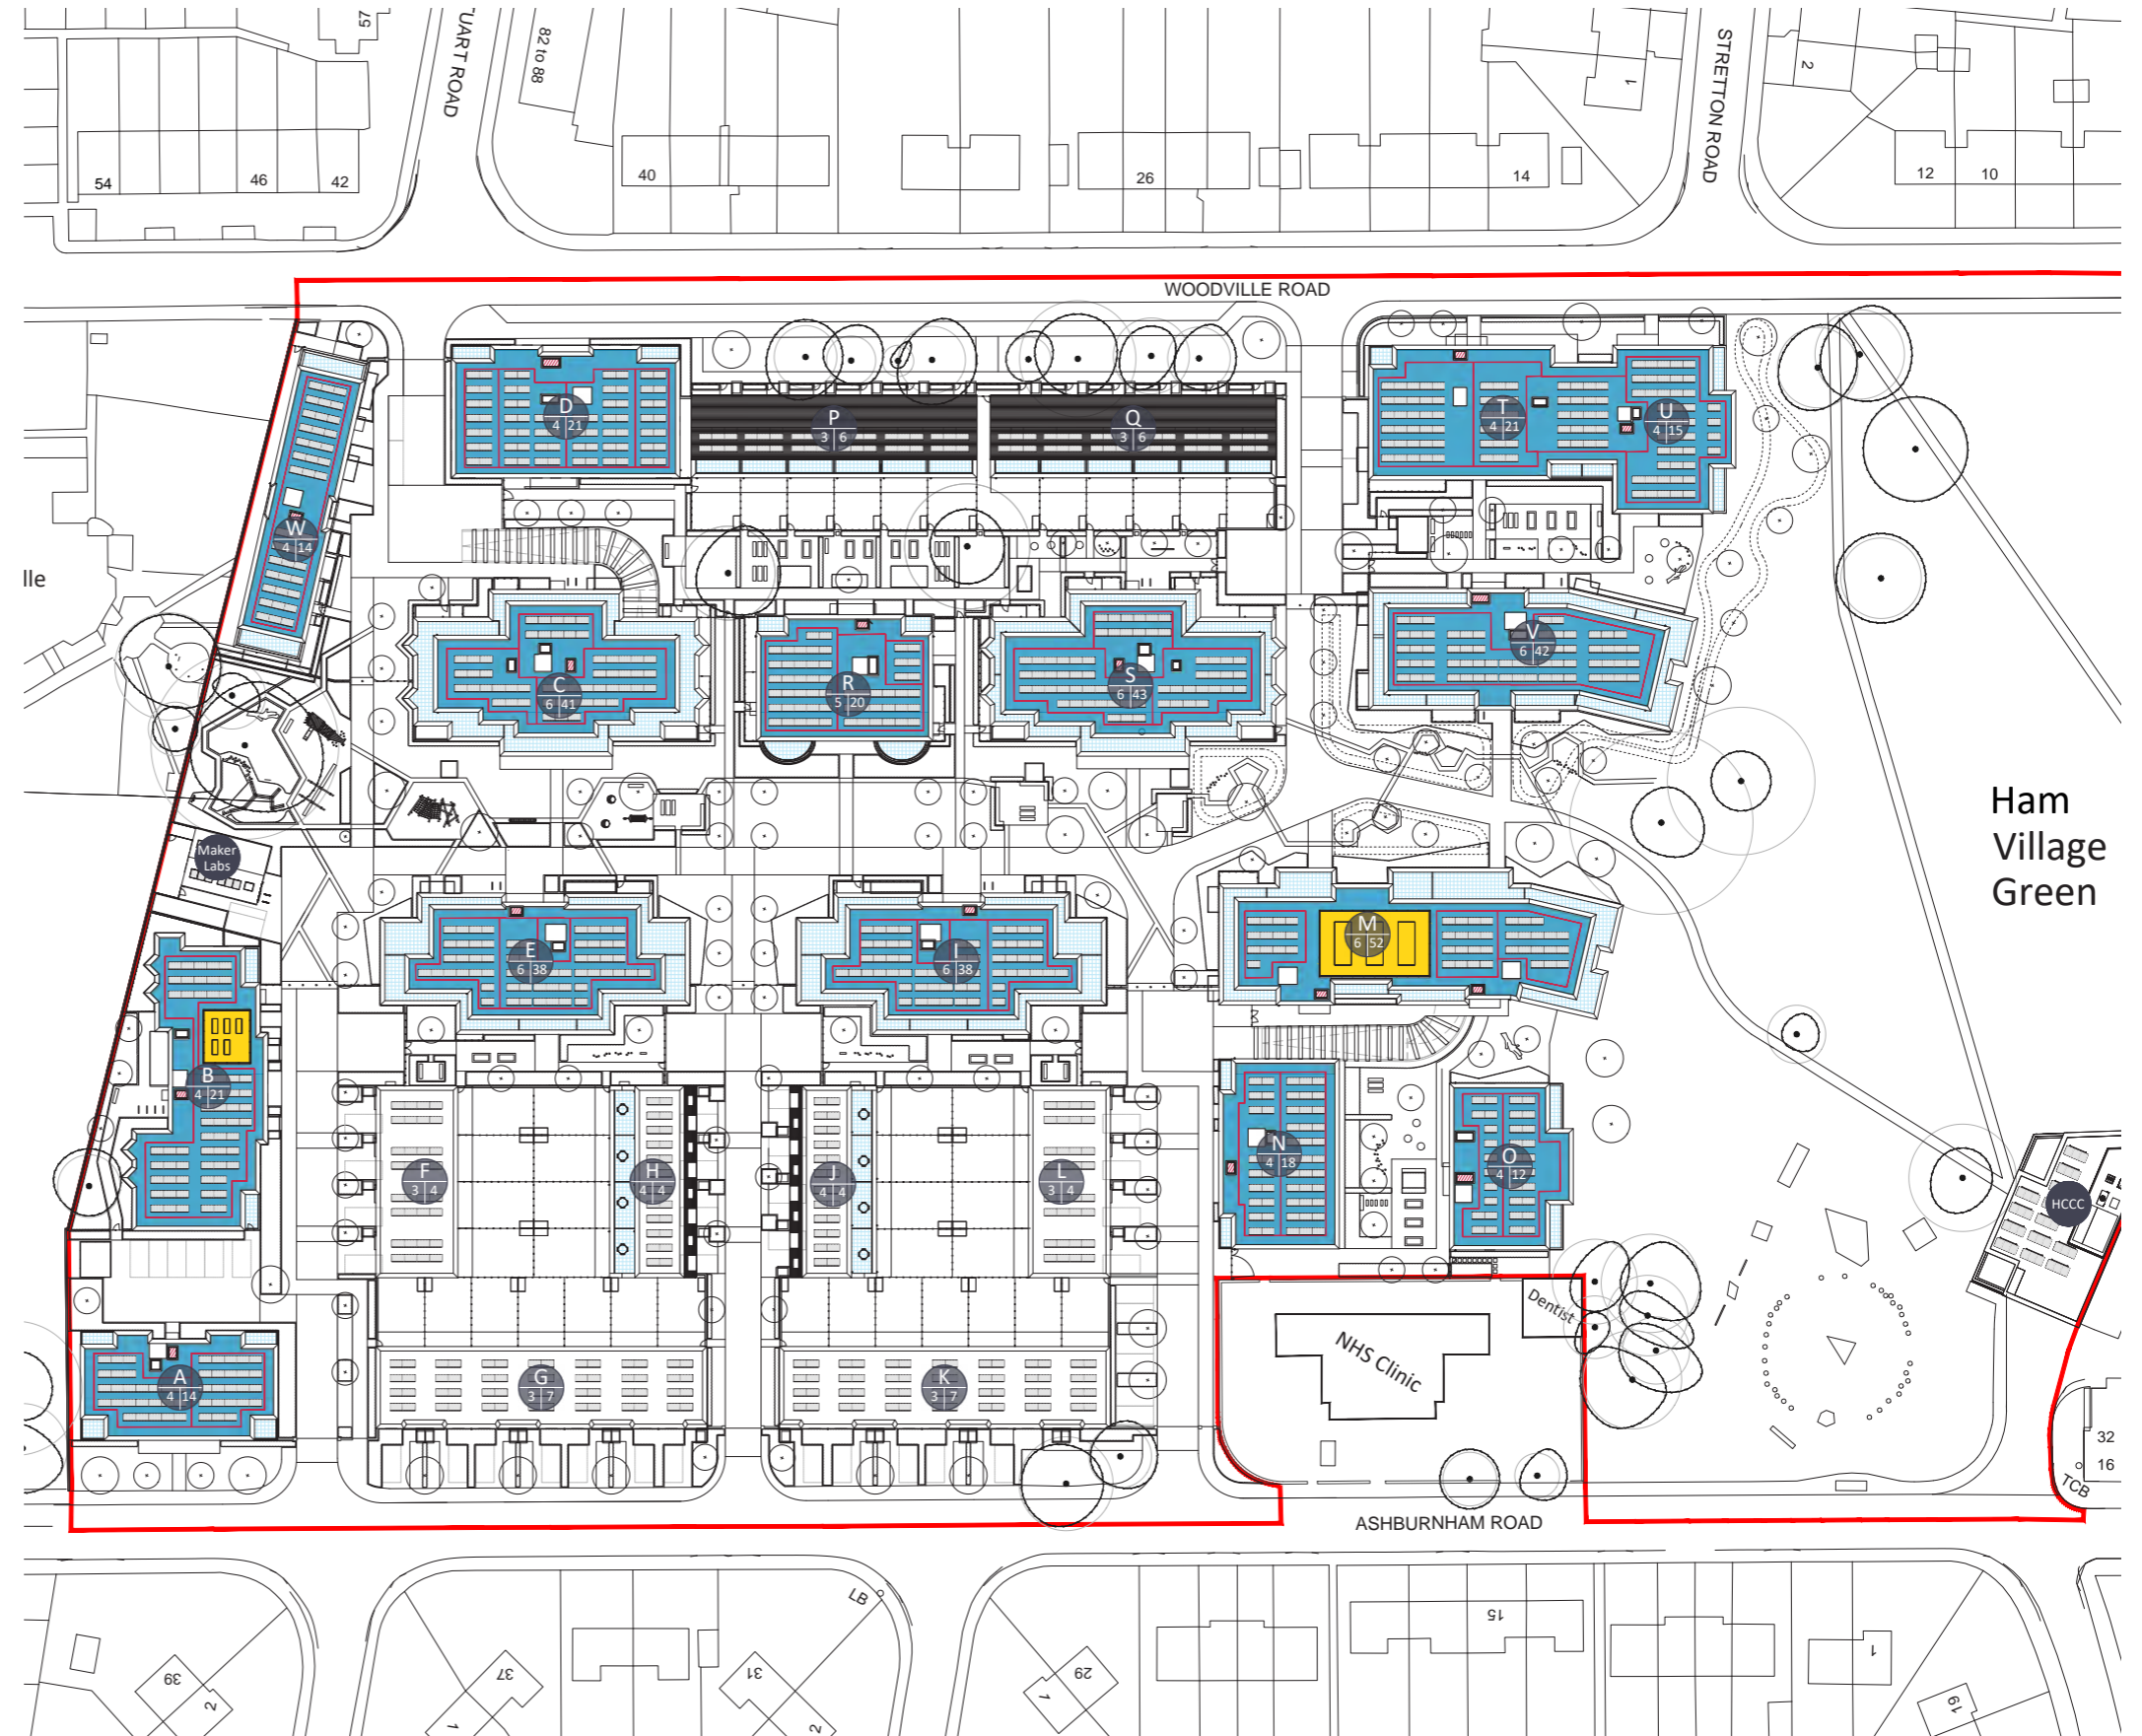 57
UART ROAD
82 to 88
STRETTON ROAD
1
2
54
46
42
40
26
14
12
10
WOODVILLE ROAD
D
4 21
P
3 6
Q
3 6
T
4 21
U
4 15
W
4 14
lle
C
6 41
R
5 20
S
6 43
V
6 42
Ham
Village
Green
Maker
Labs
E
6 38
I
6 38
M
6 52
B
4 21
F
3 4
H
4 4
J
4 4
L
3 4
N
4 18
O
4 12
HCCC
Dentist
NHS Clinic
A
4 14
G
3 7
K
3 7
32
16
TCB
ASHBURNHAM ROAD
LB
39
2
37
1
31
2
29
1
15
1
19